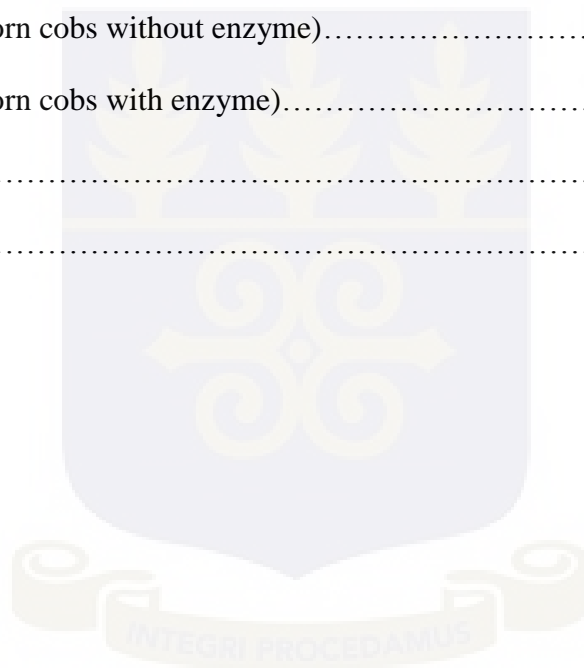 orn cobs without enzyme)……………………
orn cobs with enzyme)…………………………
……………………………………………………
……………………………………………………
INTEGRI PROCEDAMUS